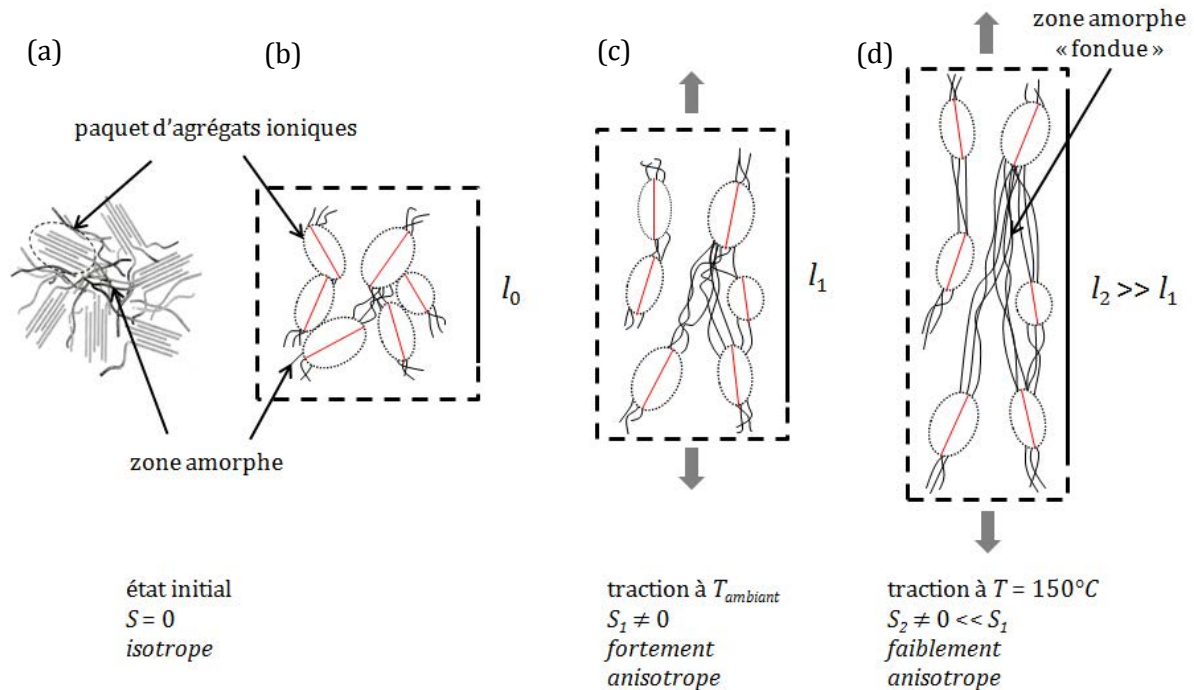 (a)
(b)
(c)
(d)
zone amorphe
« fondue »
paquet d'agrégats ioniques
l0
l1
l2 >> l1
zone amorphe
état initial
S = 0
isotrope
traction à Tambiant
S1 ≠ 0
fortement
anisotrope
traction à T = 150°C
S2 ≠ 0 << S1
faiblement
anisotrope